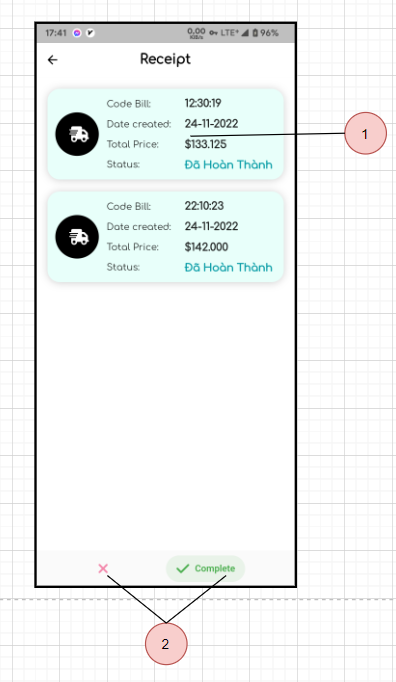 17:41 0,00 KB/s LTE+ 96%
Receipt
Code Bill: 12:30:19
Date created: 24-11-2022
Total Price: $133.125
Status: Đã Hoàn Thành
Code Bill: 22:10:23
Date created: 24-11-2022
Total Price: $142.000
Status: Đã Hoàn Thành
Complete
1
2